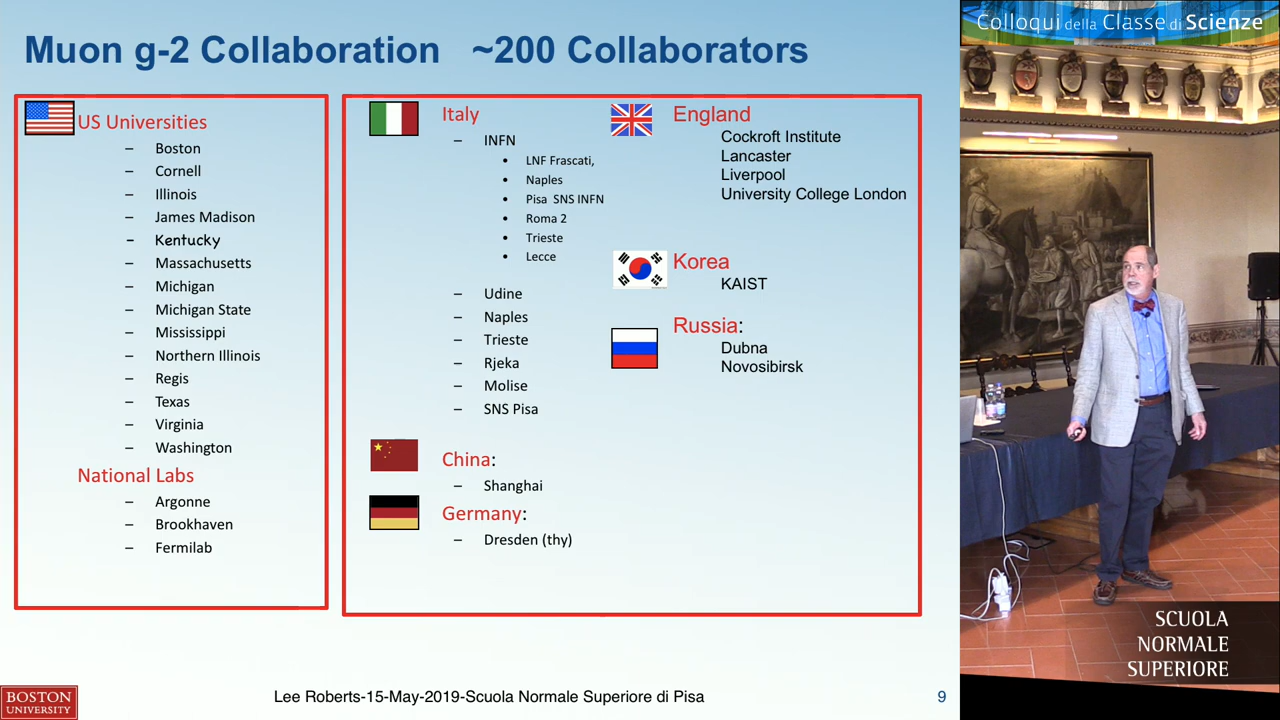 Muon g-2 Collaboration ~200 Collaborators
US Universities
– Boston
– Cornell
– Illinois
– James Madison
– Kentucky
– Massachusetts
– Michigan
– Michigan State
– Mississippi
– Northern Illinois
– Regis
– Texas
– Virginia
– Washington
National Labs
– Argonne
– Brookhaven
– Fermilab
Italy
– INFN
• LNF Frascati,
• Naples
• Pisa SNS INFN
• Roma 2
• Trieste
• Lecce
– Udine
– Naples
– Trieste
– Rjeka
– Molise
– SNS Pisa
China:
– Shanghai
Germany:
– Dresden (thy)
England
Cockroft Institute
Lancaster
Liverpool
University College London
Korea
KAIST
Russia:
Dubna
Novosibirsk
BOSTON
UNIVERSITY
Lee Roberts-15-May-2019-Scuola Normale Superiore di Pisa
9
Colloqui della Classe di Scienze
SCUOLA
NORMALE
SUPERIORE